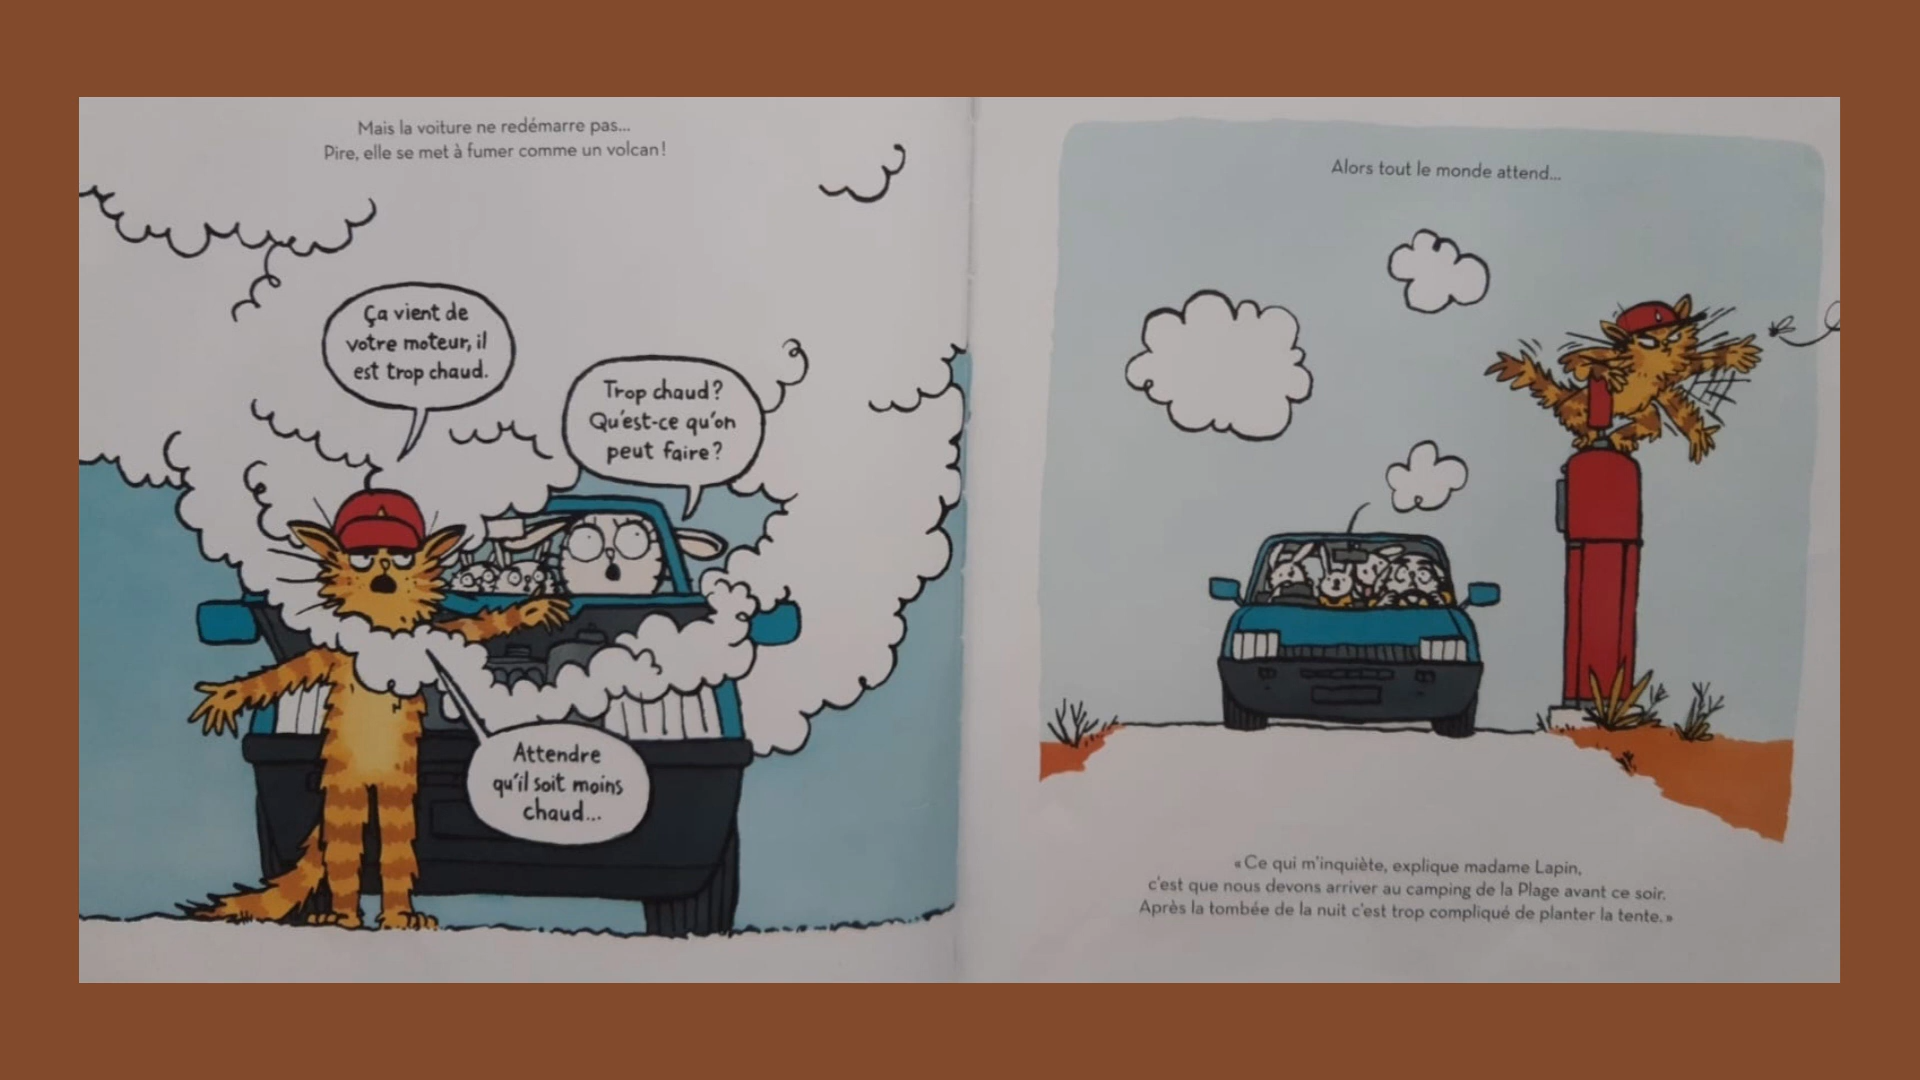 Mais la voiture ne redémarre pas...
Pire, elle se met à fumer comme un volcan!
Ça vient de
votre moteur, il
est trop chaud.
Trop chaud?
Qu'est-ce qu'on
peut faire?
Attendre
qu'il soit moins
chaud...
Alors tout le monde attend...
«Ce qui m'inquiète, explique madame Lapin,
c'est que nous devons arriver au camping de la Plage avant ce soir.
Après la tombée de la nuit c'est trop compliqué de planter la tente.»